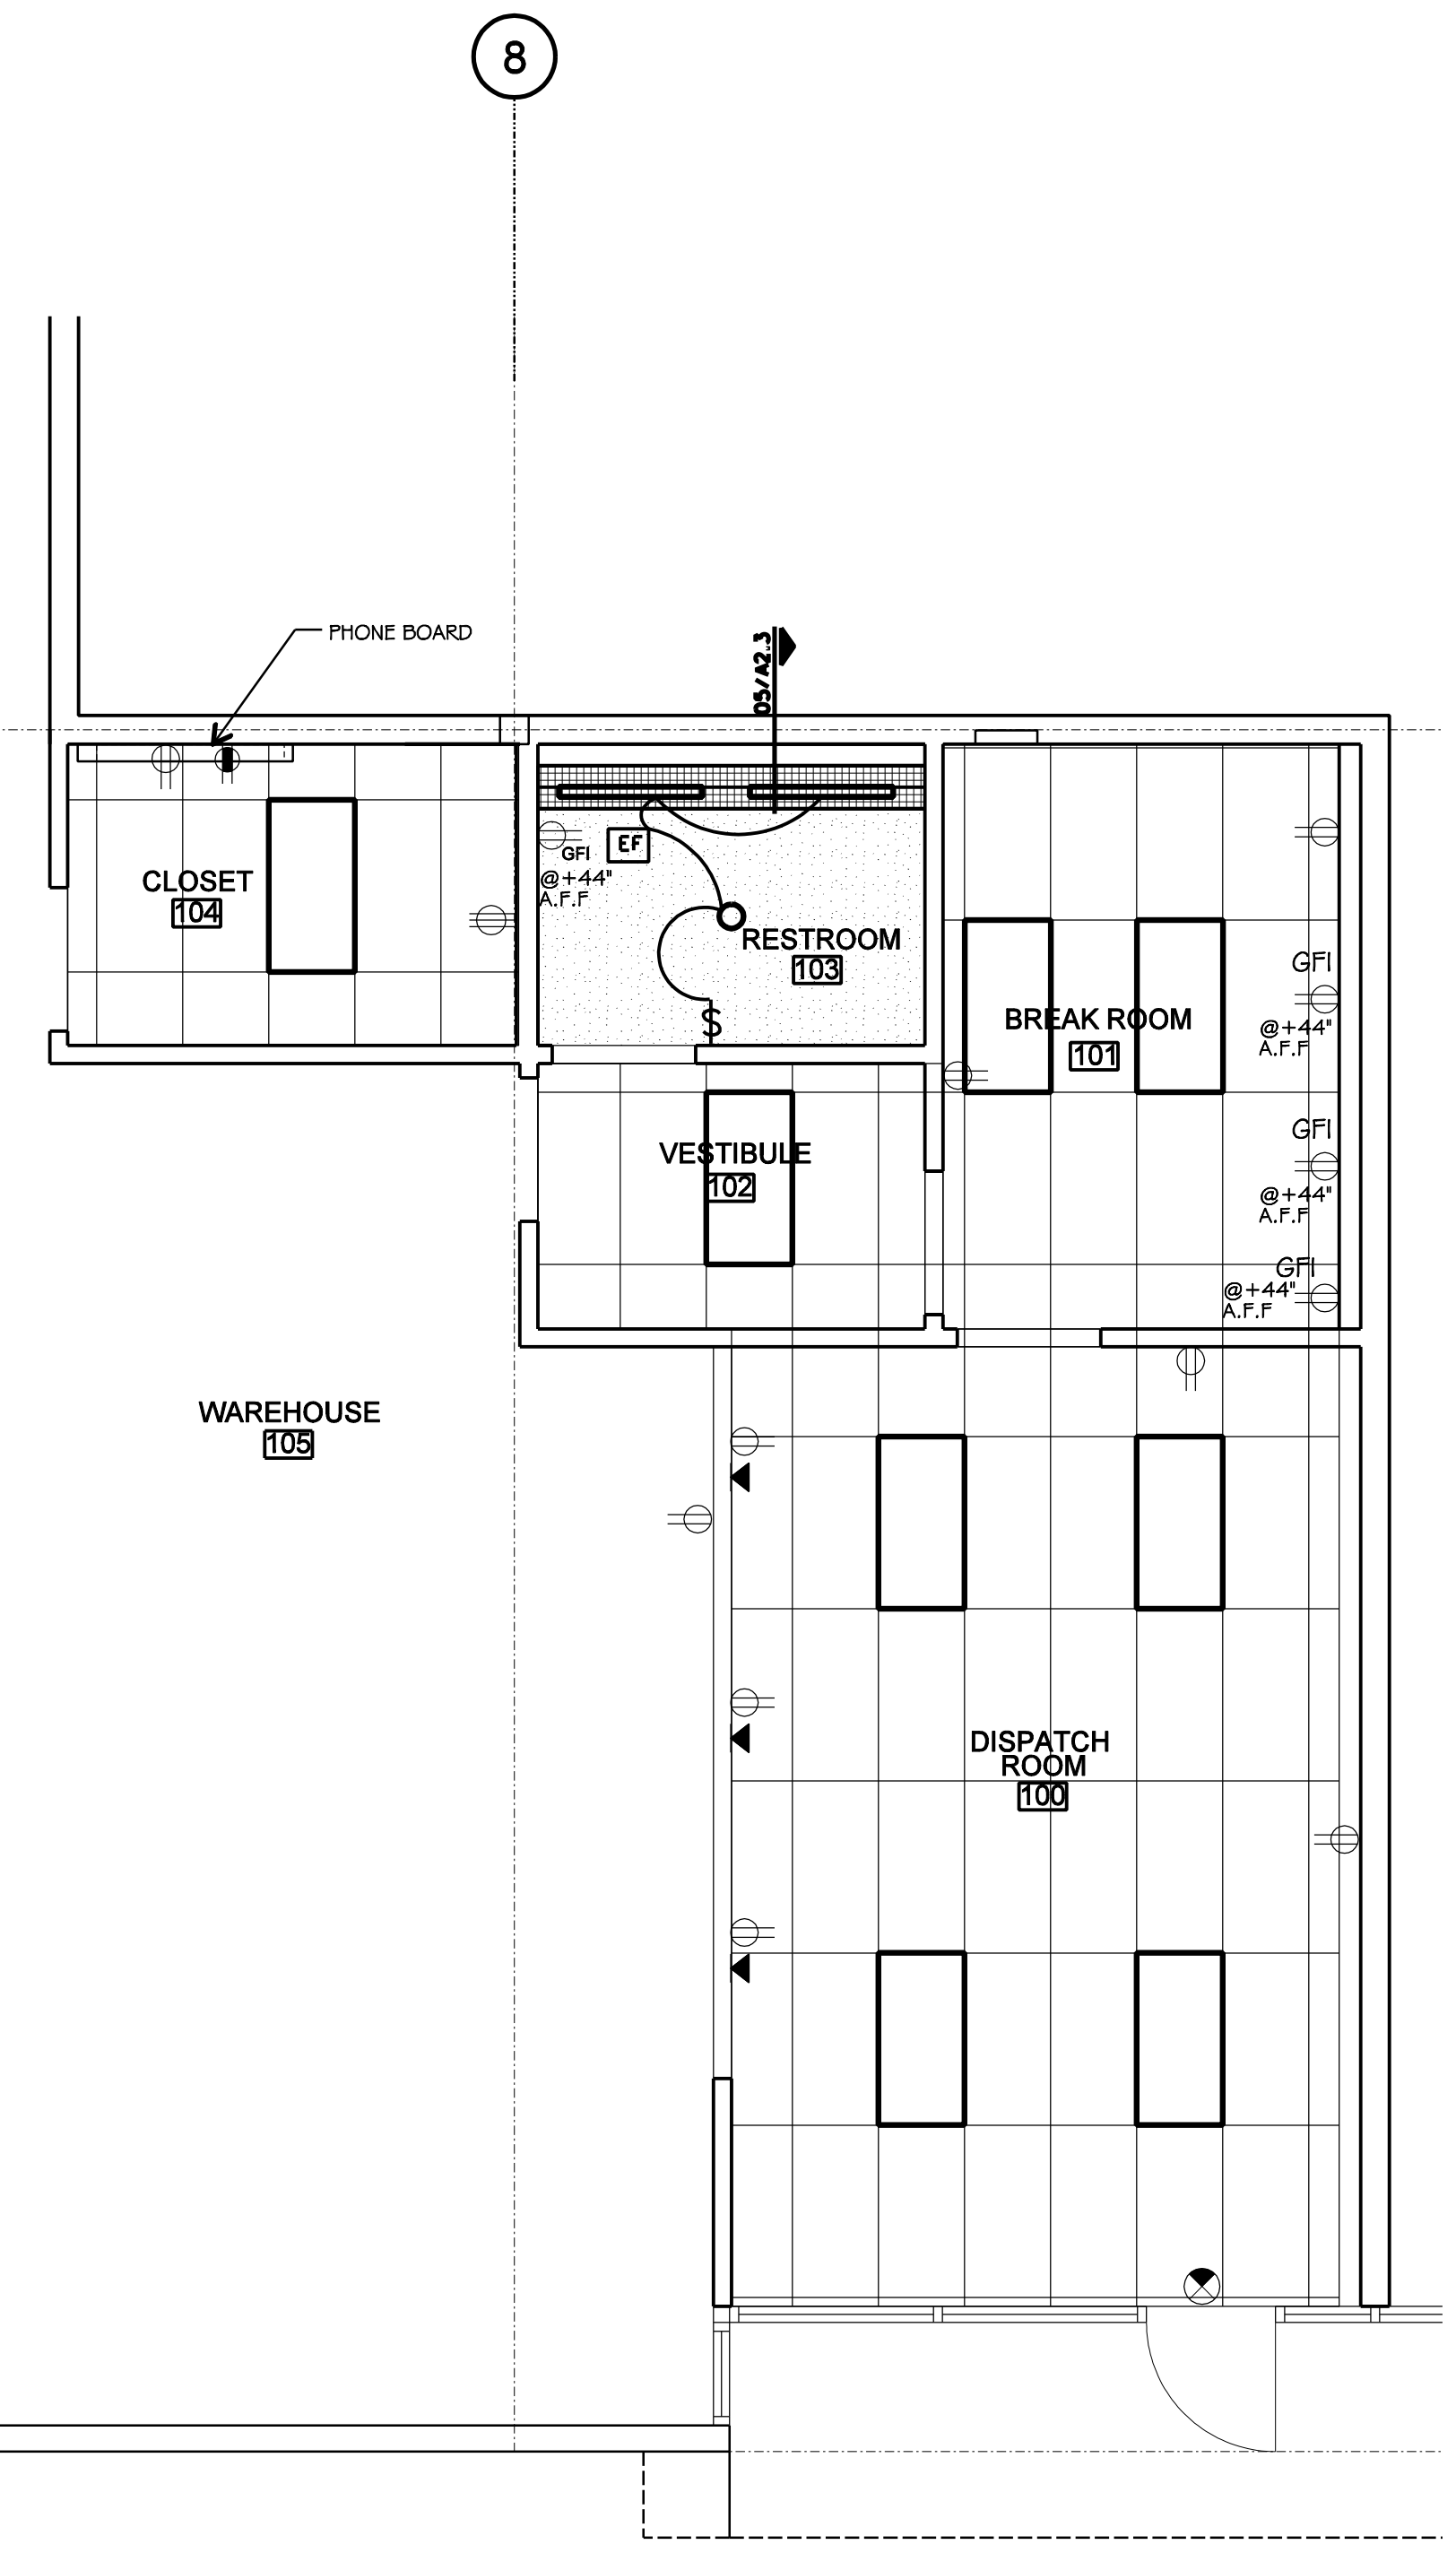 8
PHONE BOARD
05/A2.3
EF
GFI
@+44"
A.F.F
CLOSET
104
RESTROOM
103
GFI
@+44"
A.F.F
BREAK ROOM
101
$
GFI
@+44"
A.F.F
VESTIBULE
102
GFI
@+44"
A.F.F
WAREHOUSE
105
DISPATCH
ROOM
100